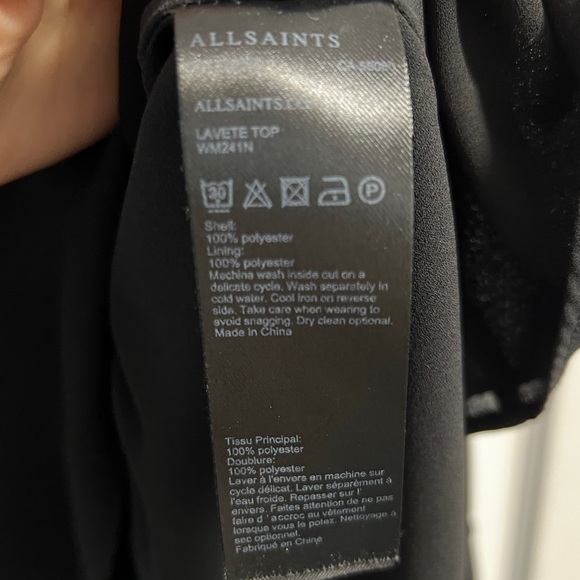 ALLSAINTS
ALLSAINTS
LAVETE TOP
WM241N
30
P
Shell:
100% polyester
Lining:
100% polyester
Machine wash inside out on a
delicate cycle. Wash separately in
cold water. Cool Iron on reverse
side. Take care when wearing to
avoid snagging. Dry clean optional.
Made in China
Tissu Principal:
100% polyester
Doublure:
100% polyester
Laver à l'envers en machine sur
cycle délicat. Laver séparément à
l'eau froide. Repasser sur l'
envers. Faites attention de ne pas
faire d ' accroc au vêtement
lorsque vous le potez. Nettoyage à
sec optionnel.
Fabriqué en Chine